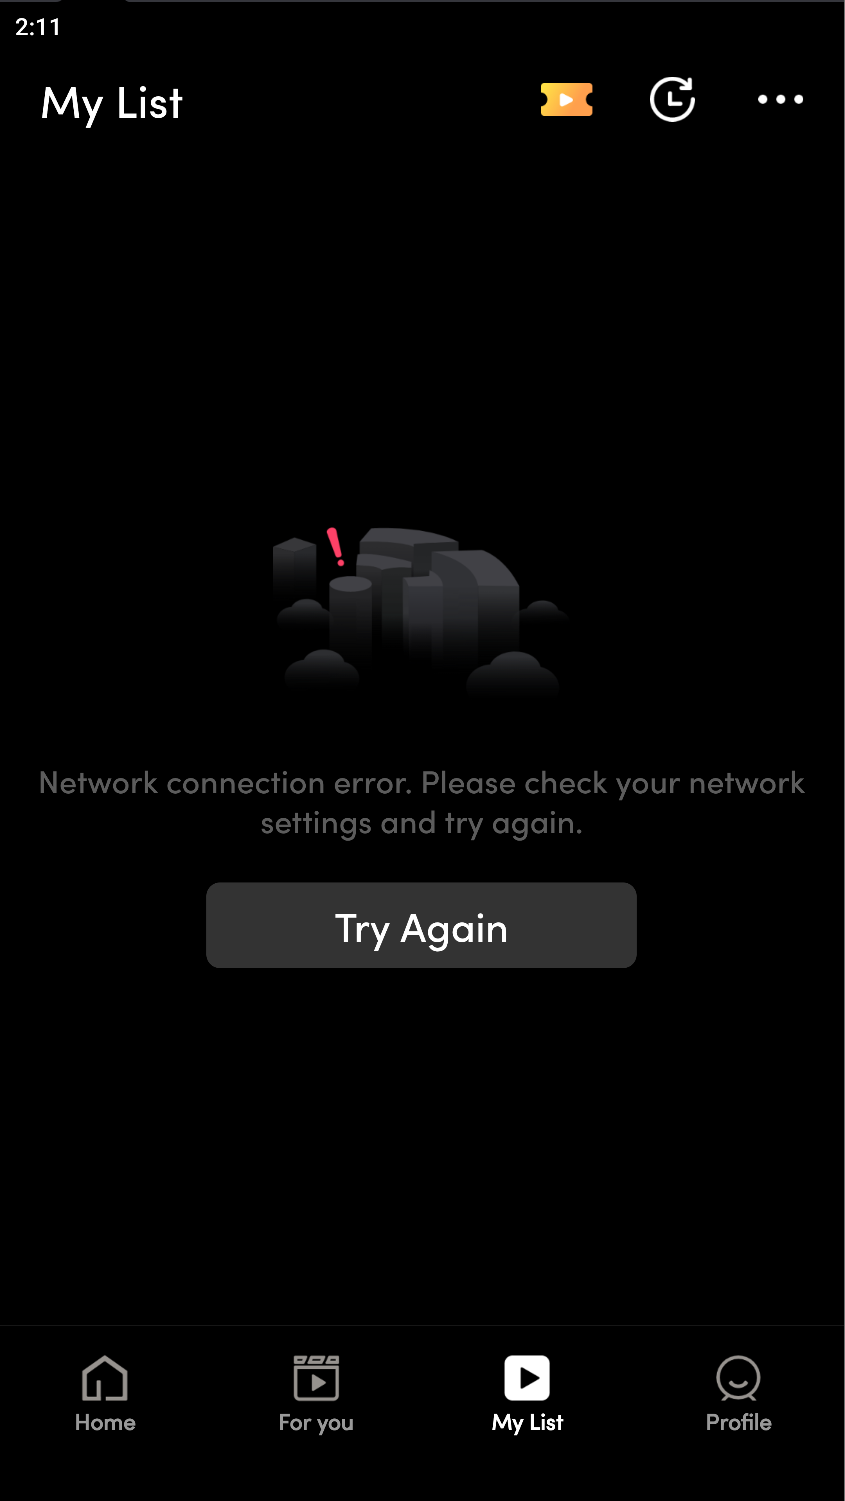 2:11
My List
Network connection error. Please check your network
settings and try again.
Try Again
Home
For you
My List
Profile